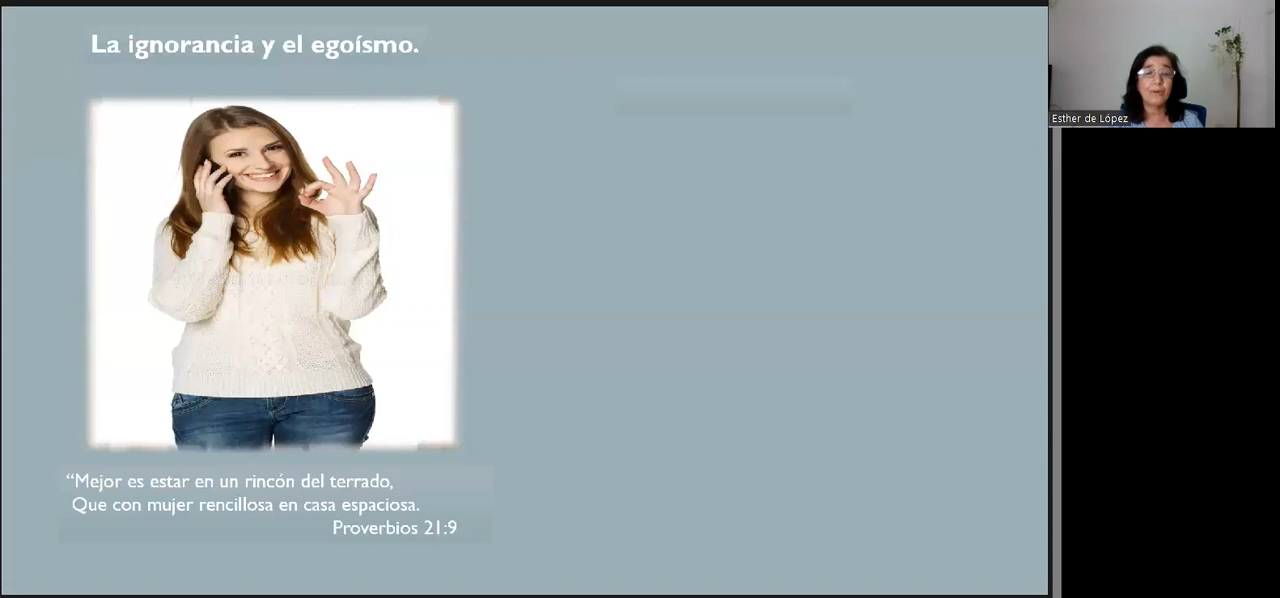 La ignorancia y el egoísmo.
Esther de López
“Mejor es estar en un rincón del terrado,
Que con mujer rencillosa en casa espaciosa.
Proverbios 21:9